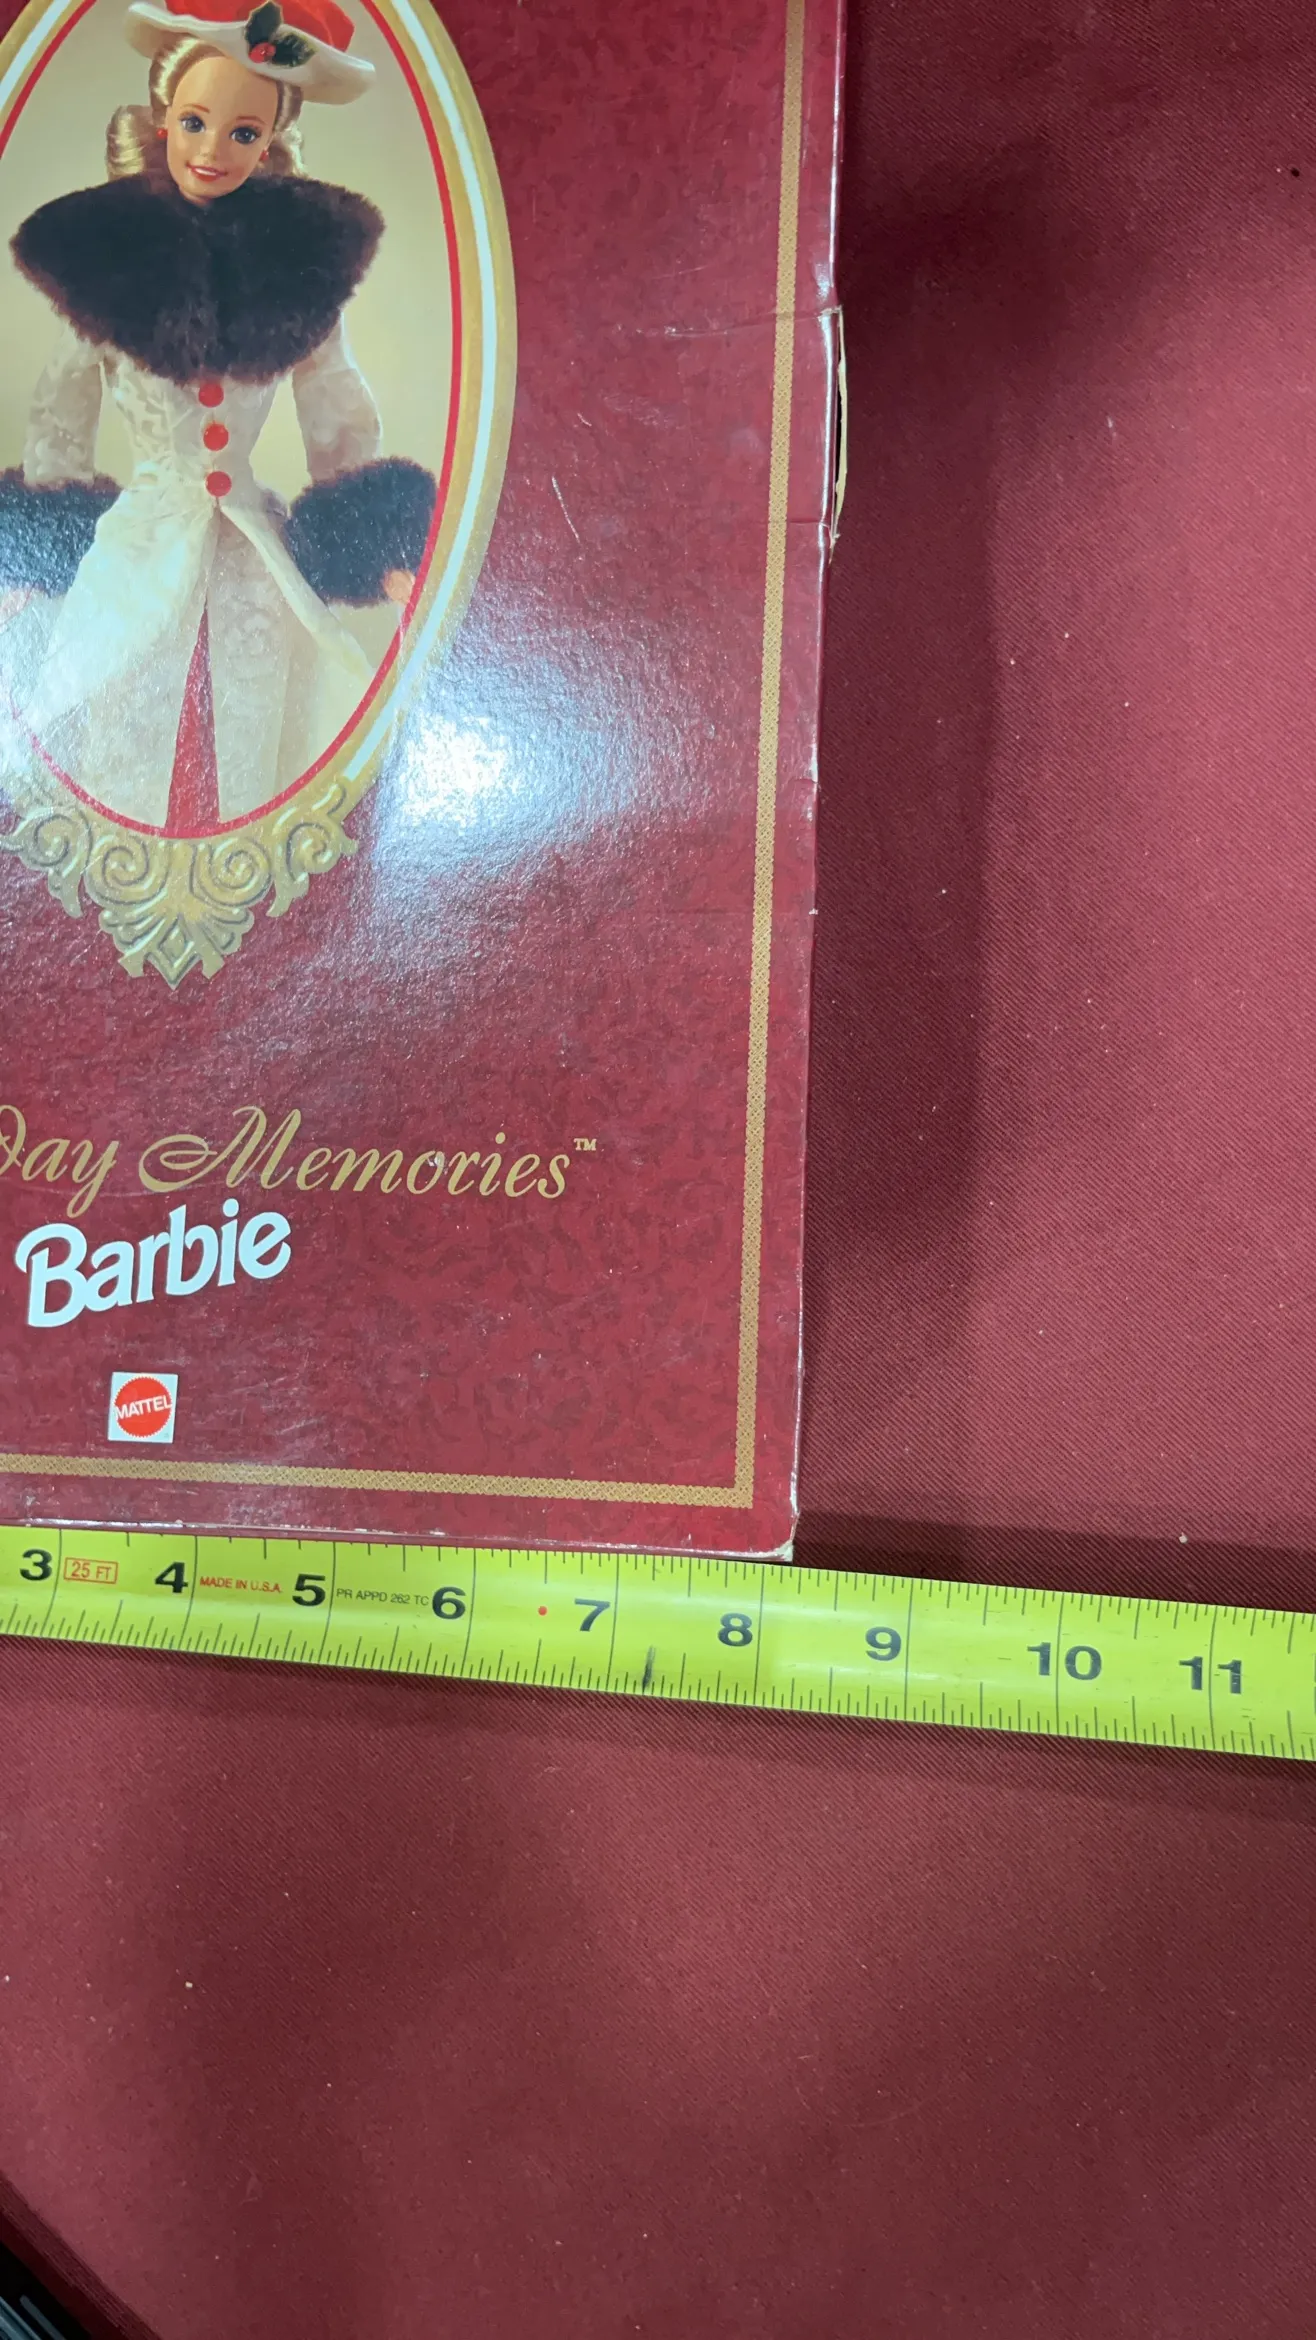 day Memories™
Barbie
MATTEL
3 25 FT 4 MADE IN U.S.A. 5 PR APPD 262 TC 6 7 8 9 10 11